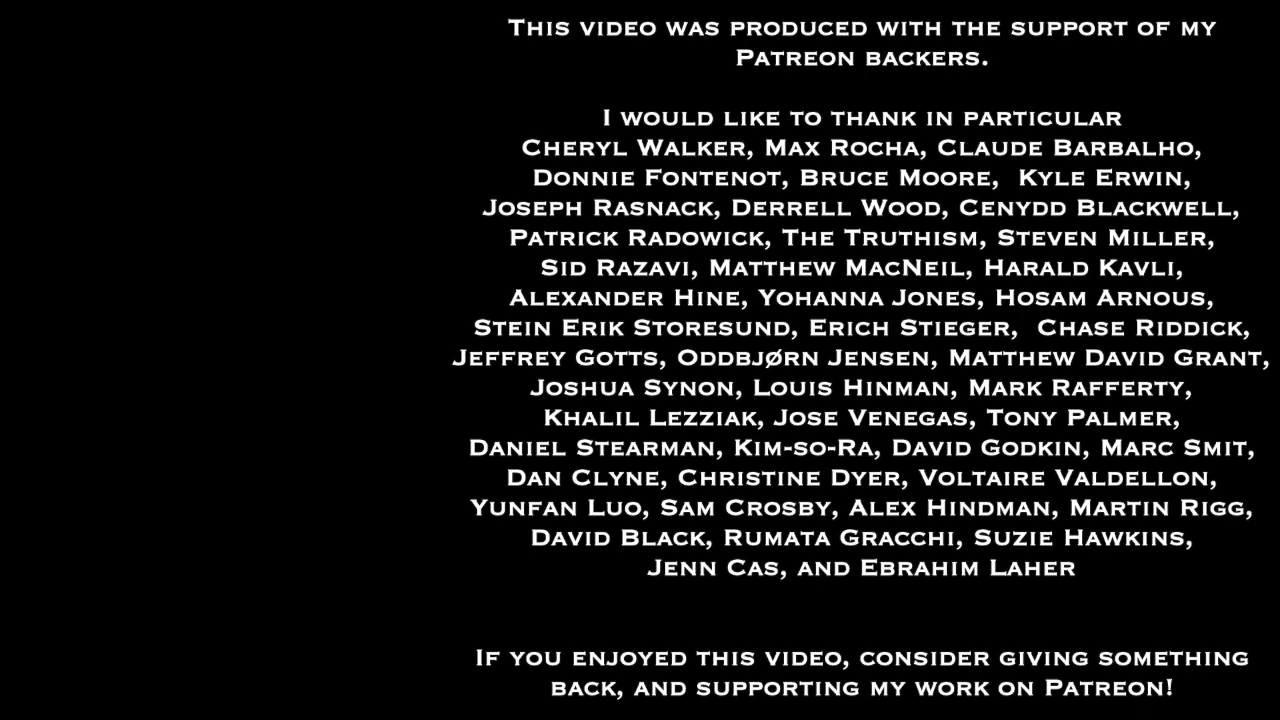 This video was produced with the support of my
Patreon backers.
I would like to thank in particular
Cheryl Walker, Max Rocha, Claude Barbalho,
Donnie Fontenot, Bruce Moore,  Kyle Erwin,
Joseph Rasnack, Derrell Wood, Cenydd Blackwell,
Patrick Radowick, The Truthism, Steven Miller,
Sid Razavi, Matthew MacNeil, Harald Kavli,
Alexander Hine, Yohanna Jones, Hosam Arnous,
Stein Erik Storesund, Erich Stieger,  Chase Riddick,
Jeffrey Gotts, Oddbjørn Jensen, Matthew David Grant,
Joshua Synon, Louis Hinman, Mark Rafferty,
Khalil Lezziak, Jose Venegas, Tony Palmer,
Daniel Stearman, Kim-so-Ra, David Godkin, Marc Smit,
Dan Clyne, Christine Dyer, Voltaire Valdellon,
Yunfan Luo, Sam Crosby, Alex Hindman, Martin Rigg,
David Black, Rumata Gracchi, Suzie Hawkins,
Jenn Cas, and Ebrahim Laher
If you enjoyed this video, consider giving something
back, and supporting my work on Patreon!